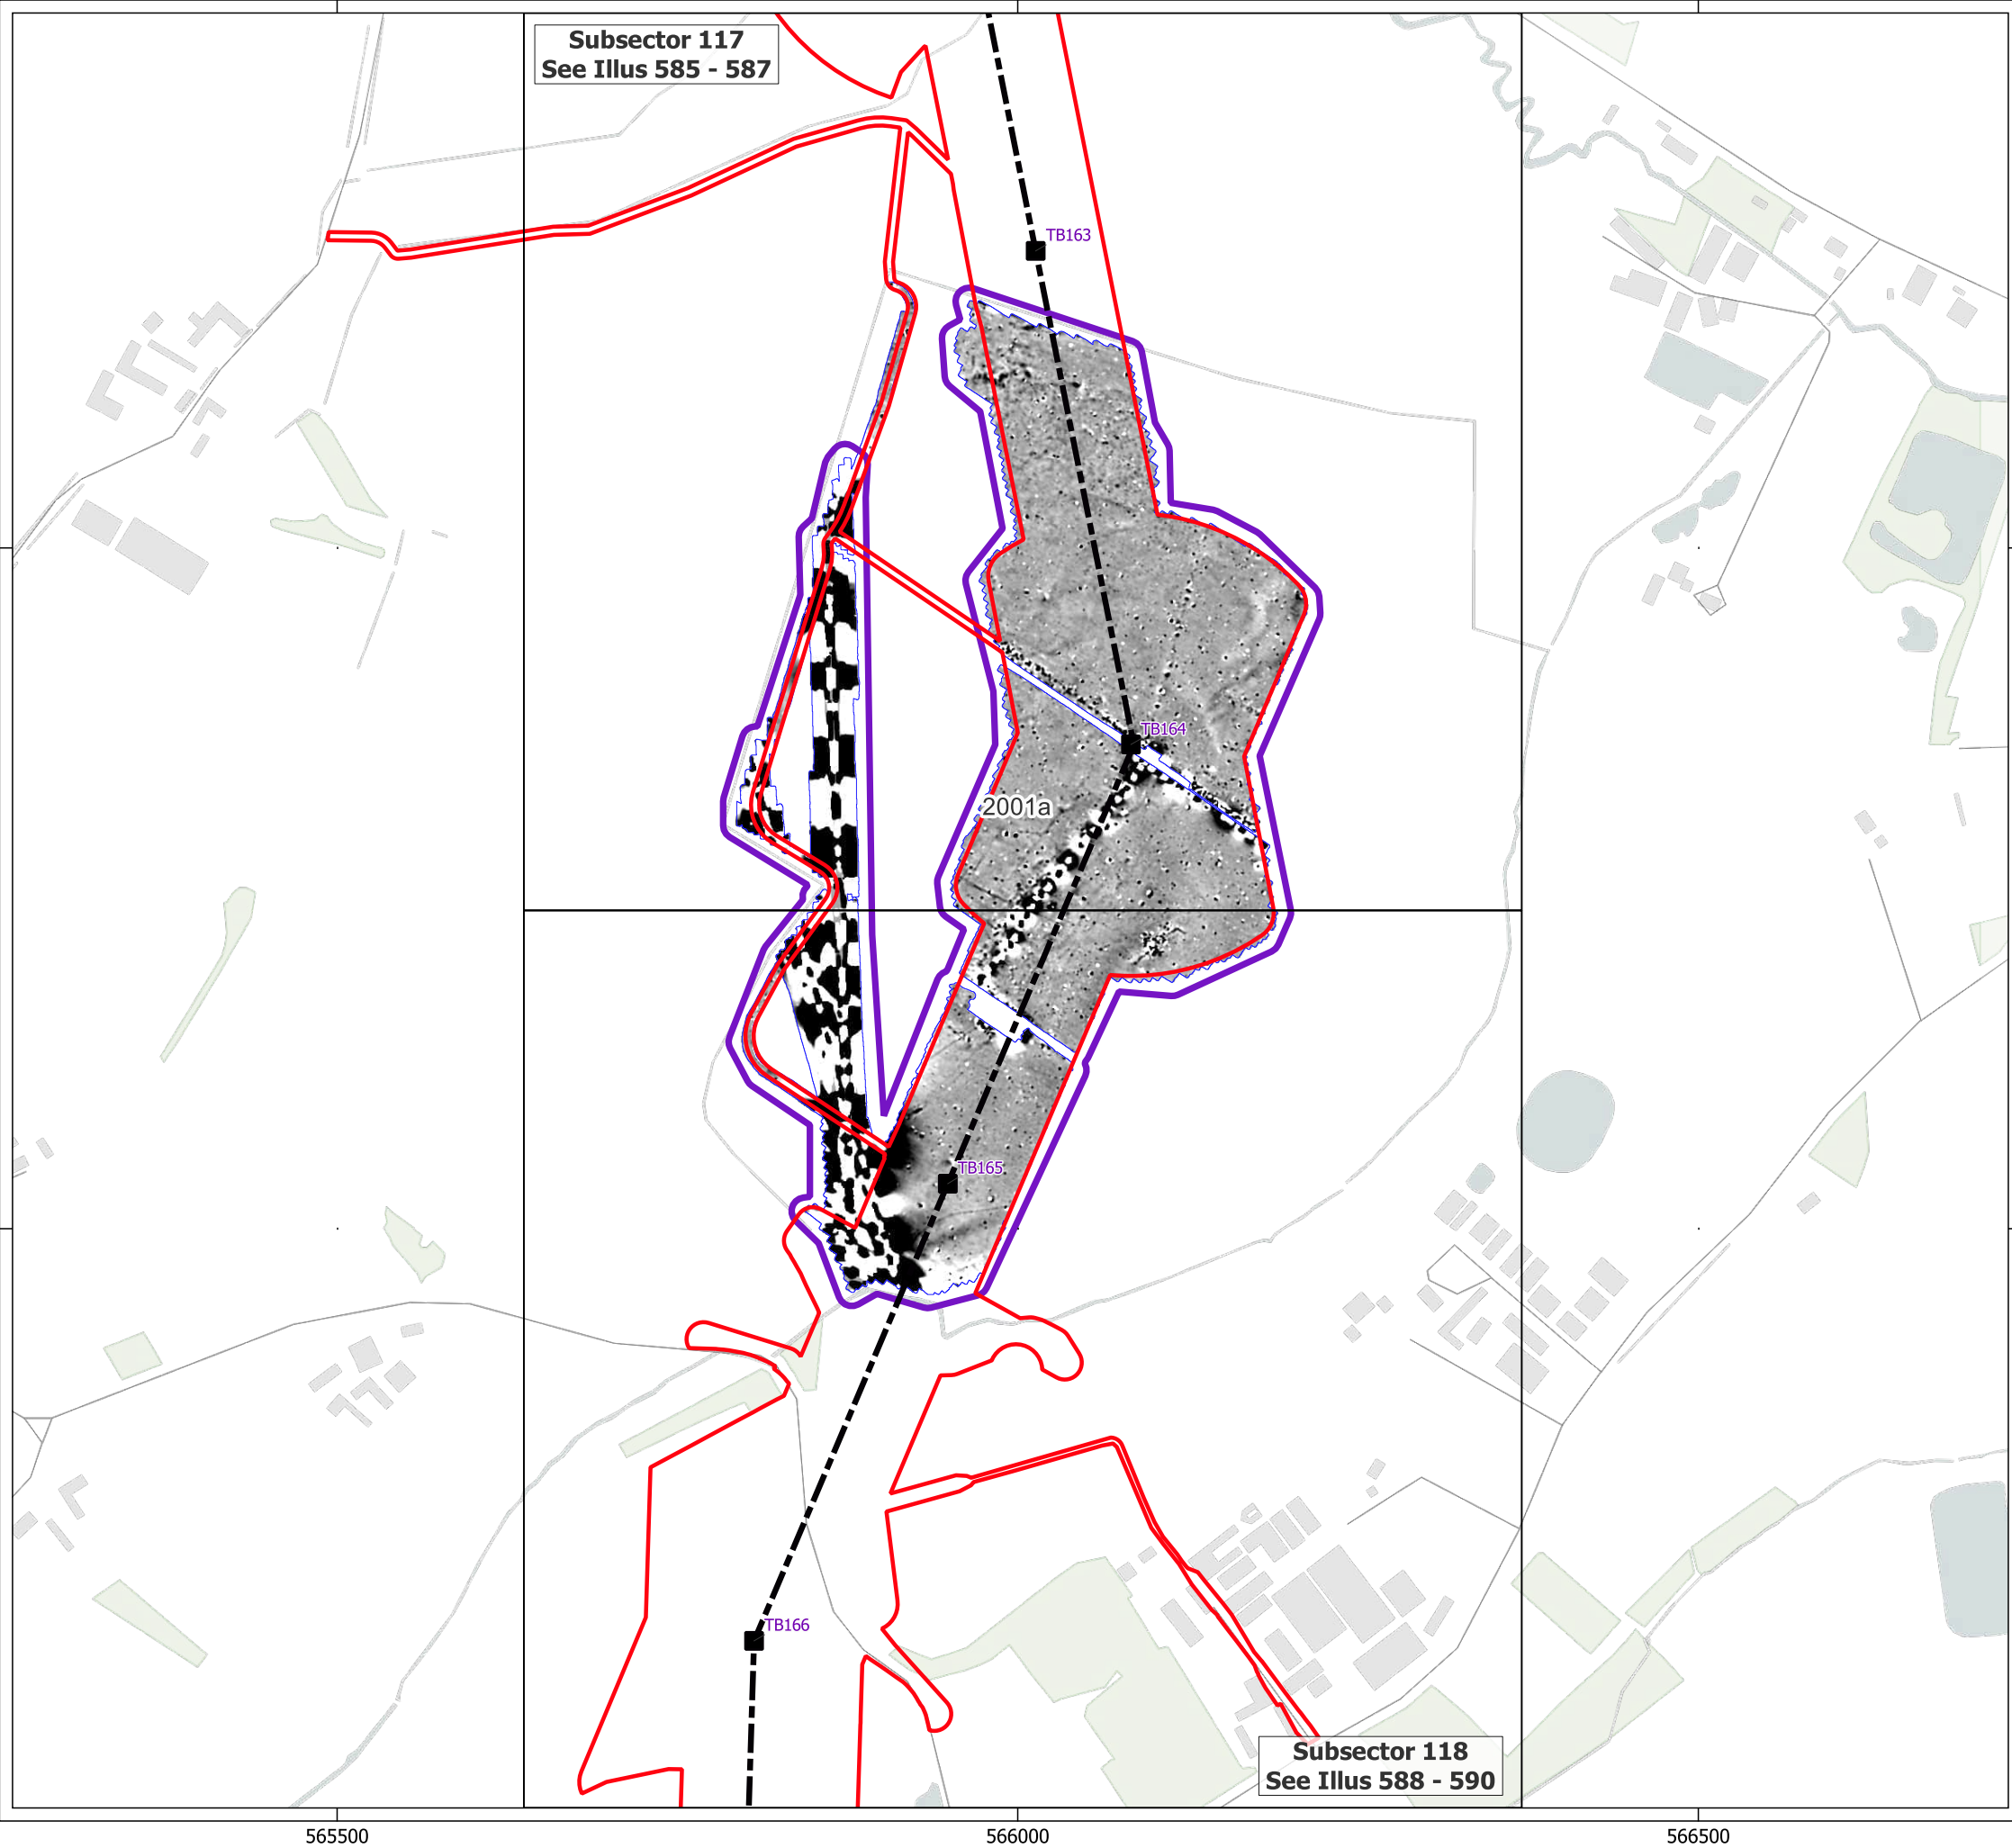 Subsector 117
See Illus 585 - 587
TB163
TB164
2001a
TB165
TB166
Subsector 118
See Illus 588 - 590
565500
566000
566500